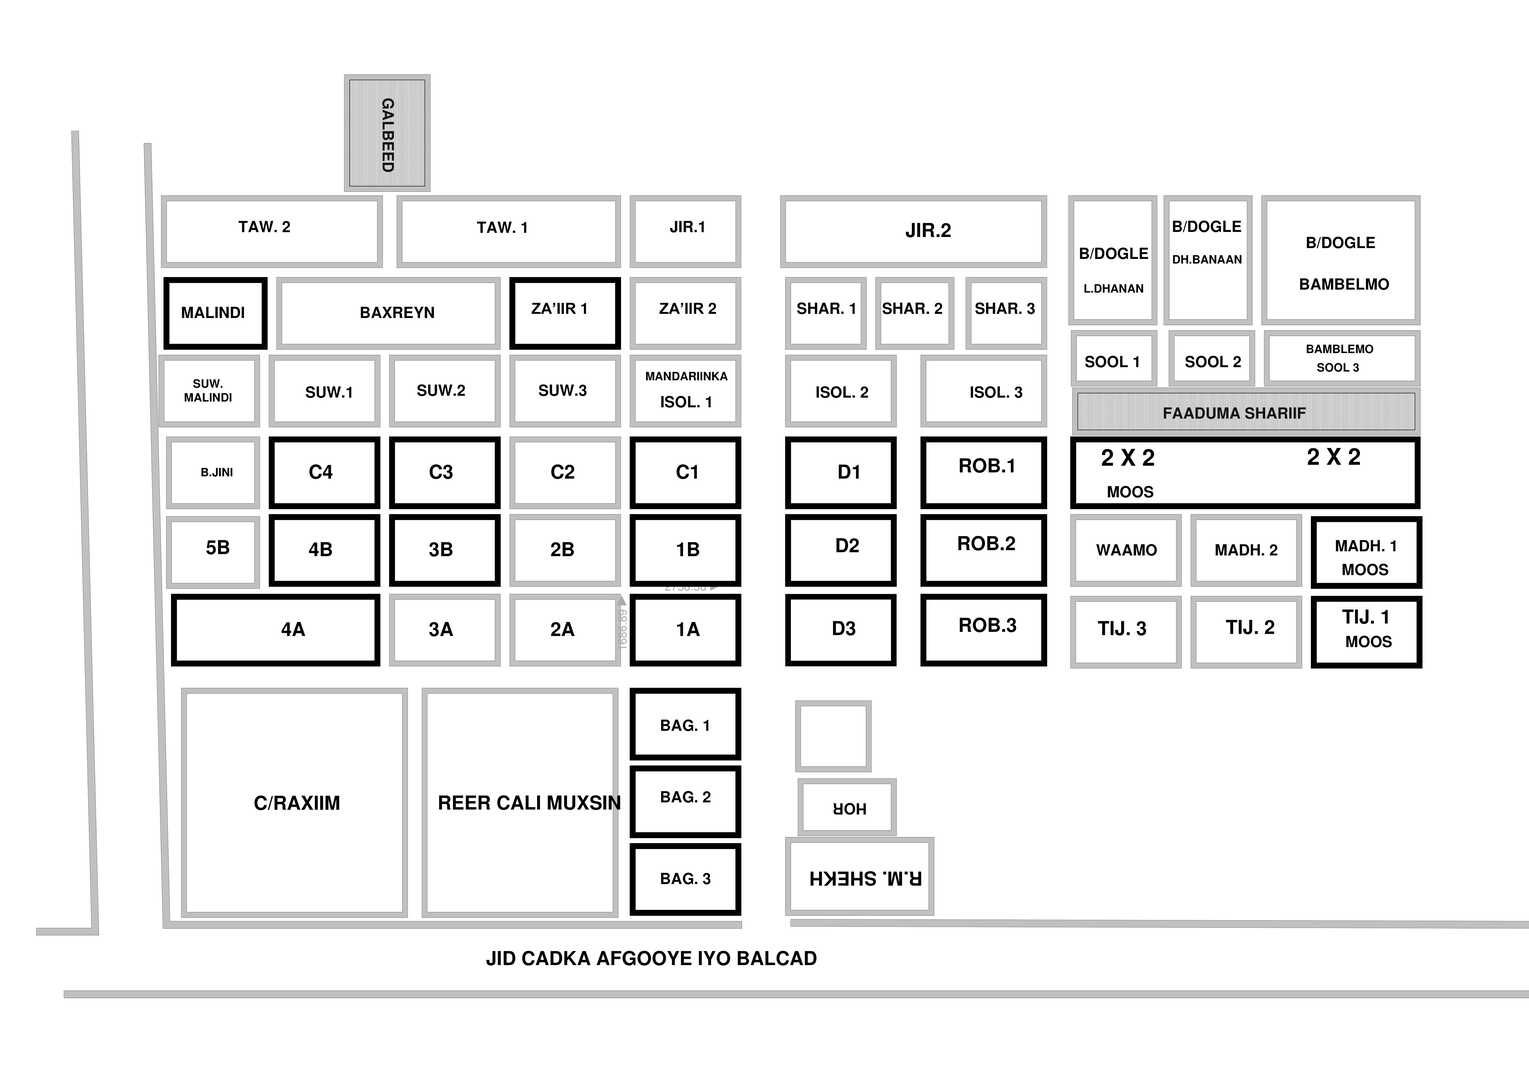 GALBEED
TAW. 2
TAW. 1
JIR.1
JIR.2
B/DOGLE
L.DHANAN
B/DOGLE
DH.BANAAN
B/DOGLE
BAMBELMO
MALINDI
BAXREYN
ZA'IIR 1
ZA'IIR 2
SHAR. 1
SHAR. 2
SHAR. 3
SOOL 1
SOOL 2
BAMBLEMO
SOOL 3
SUW.
MALINDI
SUW.1
SUW.2
SUW.3
MANDARIINKA
ISOL. 1
ISOL. 2
ISOL. 3
FAADUMA SHARIIF
B.JINI
C4
C3
C2
C1
D1
ROB.1
2 X 2
2 X 2
MOOS
5B
4B
3B
2B
1B
D2
ROB.2
WAAMO
MADH. 2
MADH. 1
MOOS
4A
3A
2A
1686.69
1A
D3
ROB.3
TIJ. 3
TIJ. 2
TIJ. 1
MOOS
C/RAXIIM
REER CALI MUXSIN
BAG. 1
BAG. 2
BAG. 3
HOR
R.M. SHEKH
JID CADKA AFGOOYE IYO BALCAD